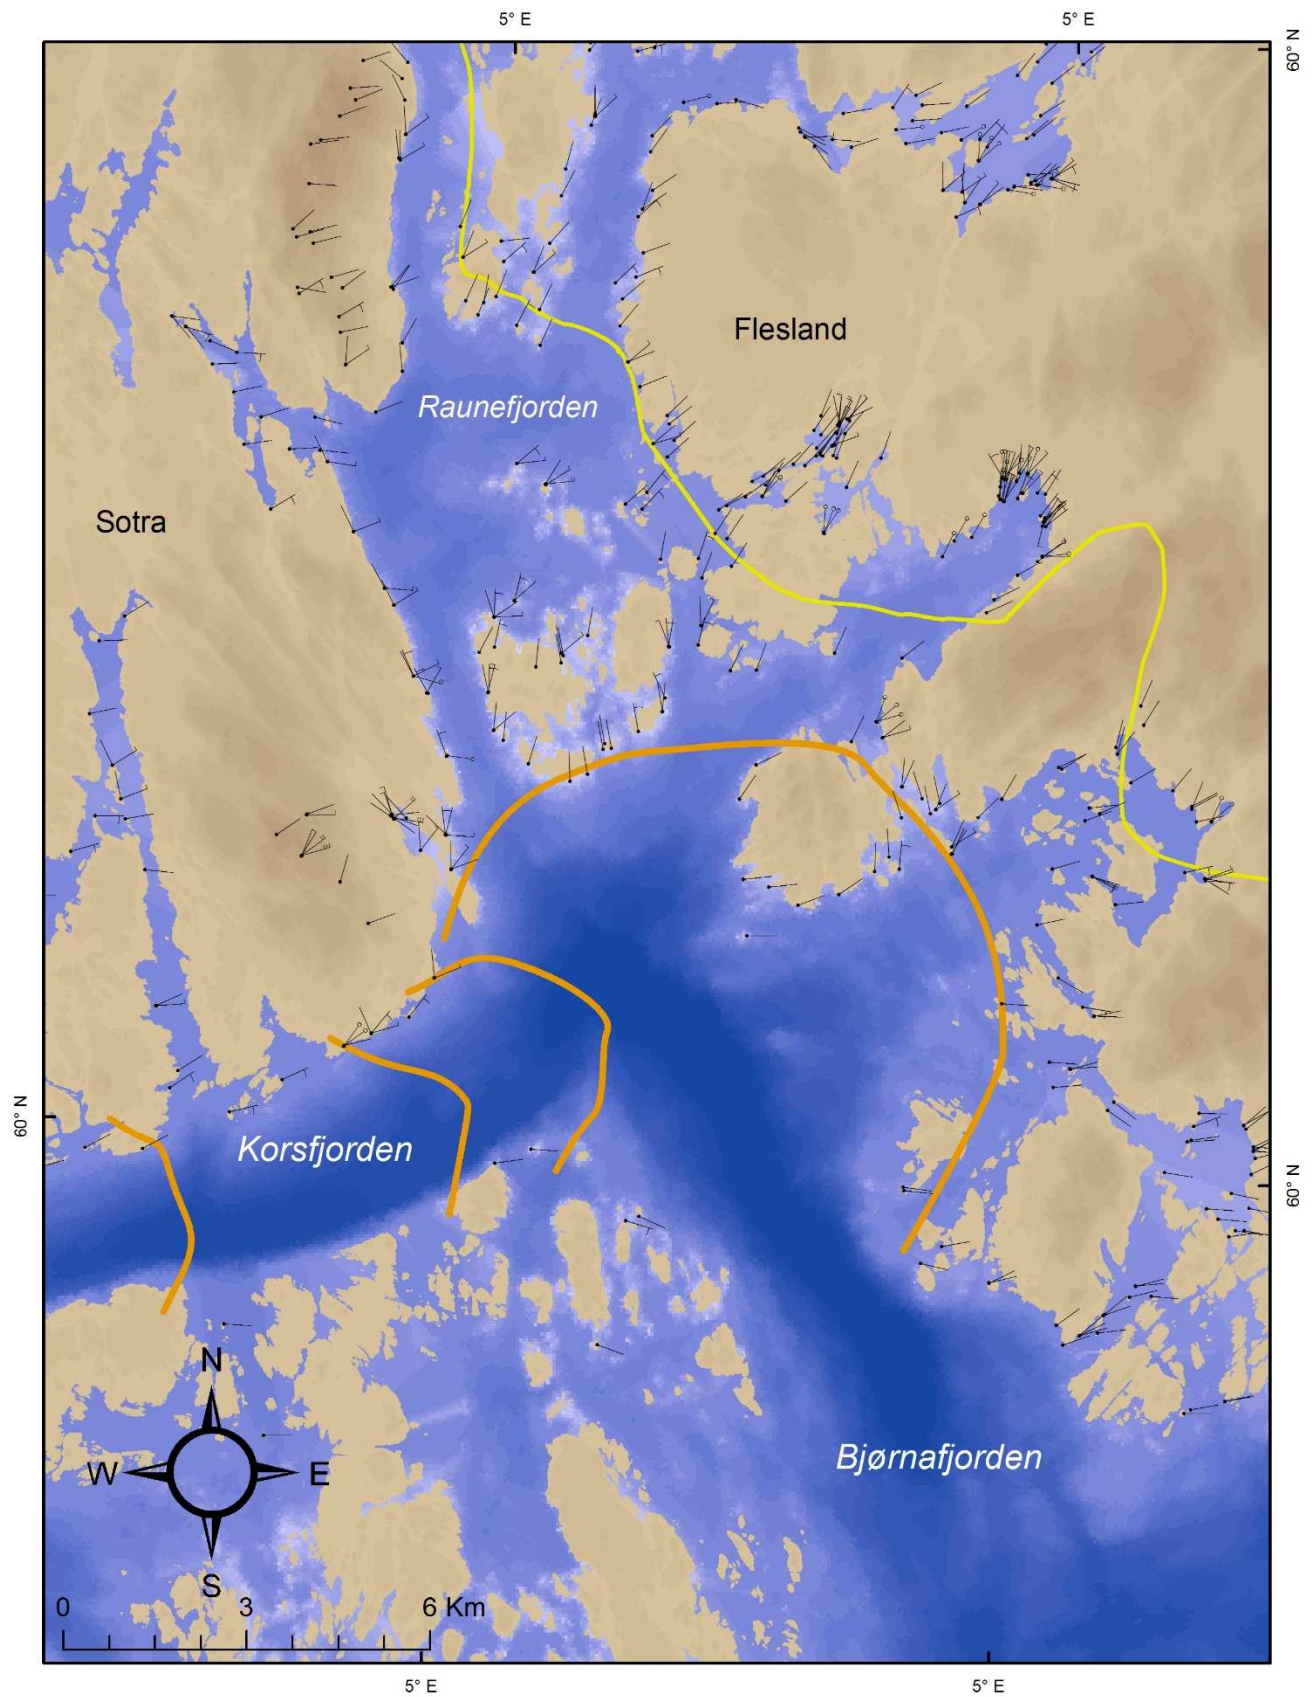 5° E 5° E
60° N
Flesland
Raunefjorden
Sotra
60° N
Korsfjorden
60° N
N
Bjørnafjorden
W E
S
0 3 6 Km
5° E 5° E